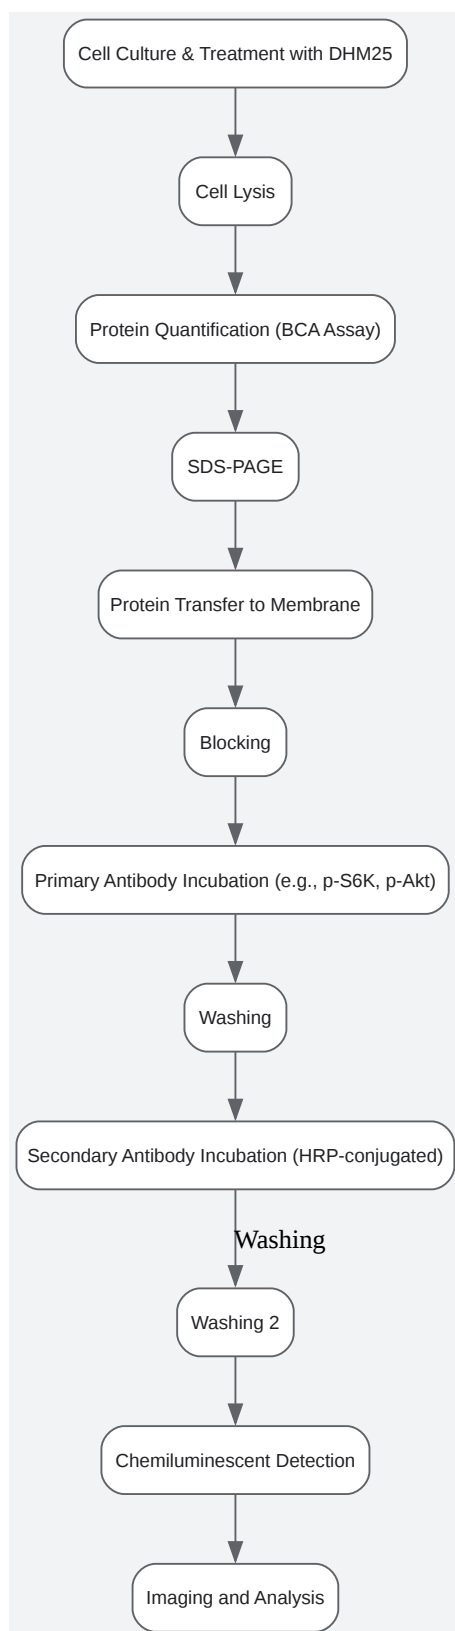 Cell Culture & Treatment with DHM25
Cell Lysis
Protein Quantification (BCA Assay)
SDS-PAGE
Protein Transfer to Membrane
Blocking
Primary Antibody Incubation (e.g., p-S6K, p-Akt)
Washing
Secondary Antibody Incubation (HRP-conjugated)
Washing
Washing 2
Chemiluminescent Detection
Imaging and Analysis